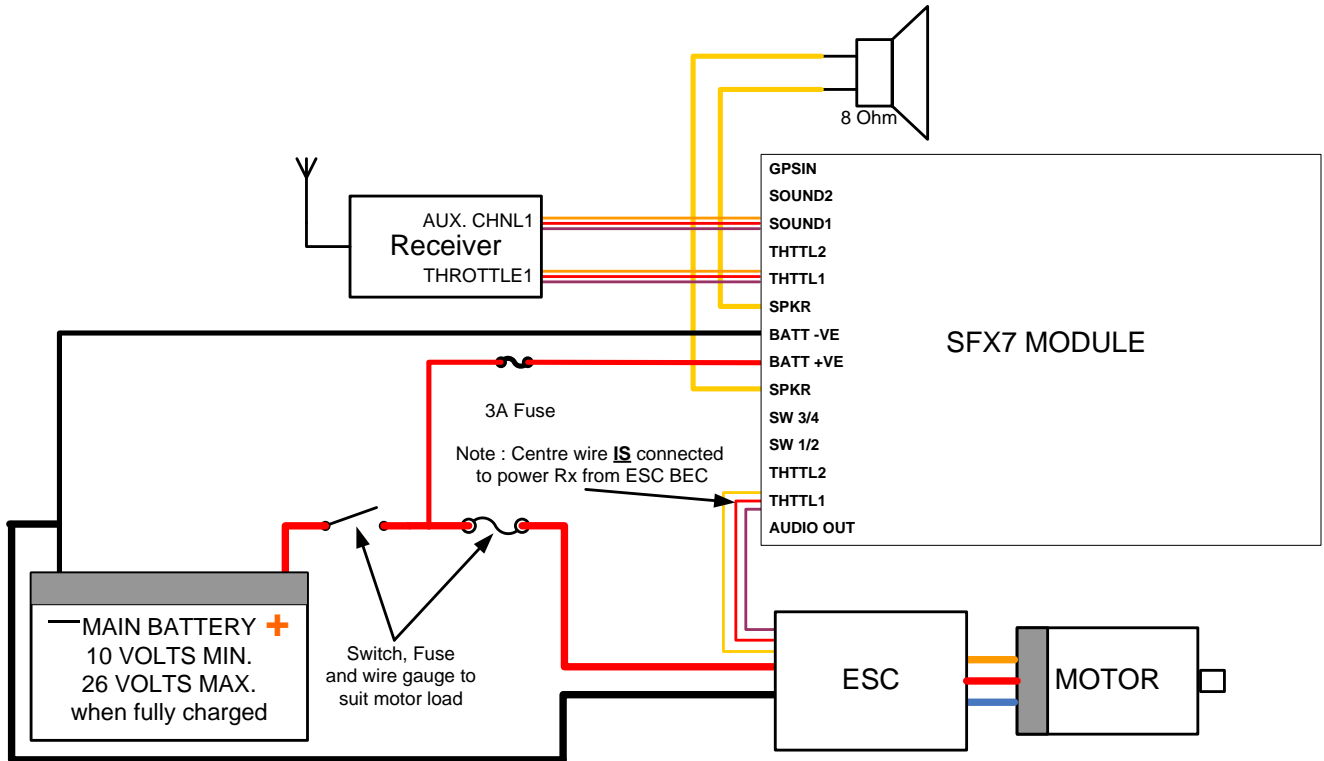 8 Ohm
GPSIN
SOUND2
SOUND1
THTTL2
THTTL1
SPKR
BATT -VE
BATT +VE
SPKR
SW 3/4
SW 1/2
THTTL2
THTTL1
AUDIO OUT
SFX7 MODULE
AUX. CHNL1
Receiver
THROTTLE1
3A Fuse
Note : Centre wire IS connected
to power Rx from ESC BEC
MAIN BATTERY +
10 VOLTS MIN.
26 VOLTS MAX.
when fully charged
Switch, Fuse
and wire gauge to
suit motor load
ESC
MOTOR